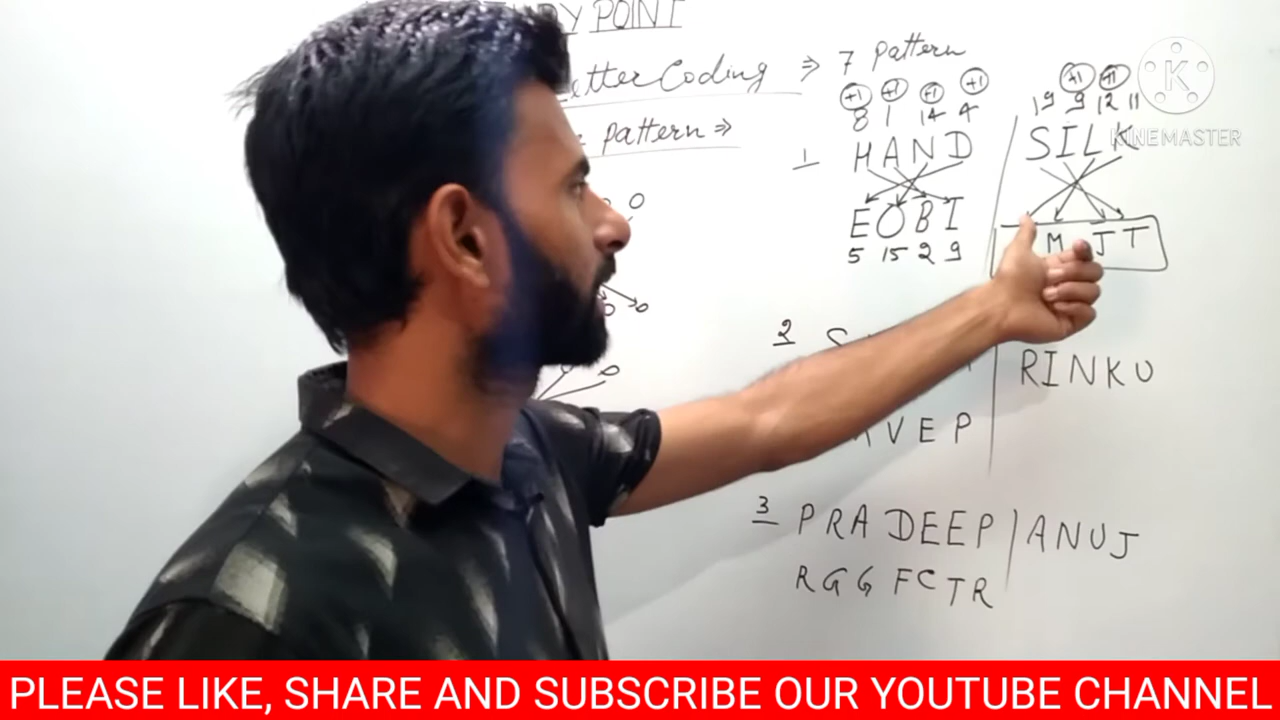 POINT
Letter Coding ⇒ 7 pattern
pattern ⇒
+1 +1 +1 +1 | +1 +1
8 1 14 4 | 19 9 12 11
1 HAND | SILK
EOBI | M J T
5 15 2 9
2 | RINKU
VEP
3 PRADEEP | ANUJ
RGGFCTR
K
KINEMASTER
PLEASE LIKE, SHARE AND SUBSCRIBE OUR YOUTUBE CHANNEL